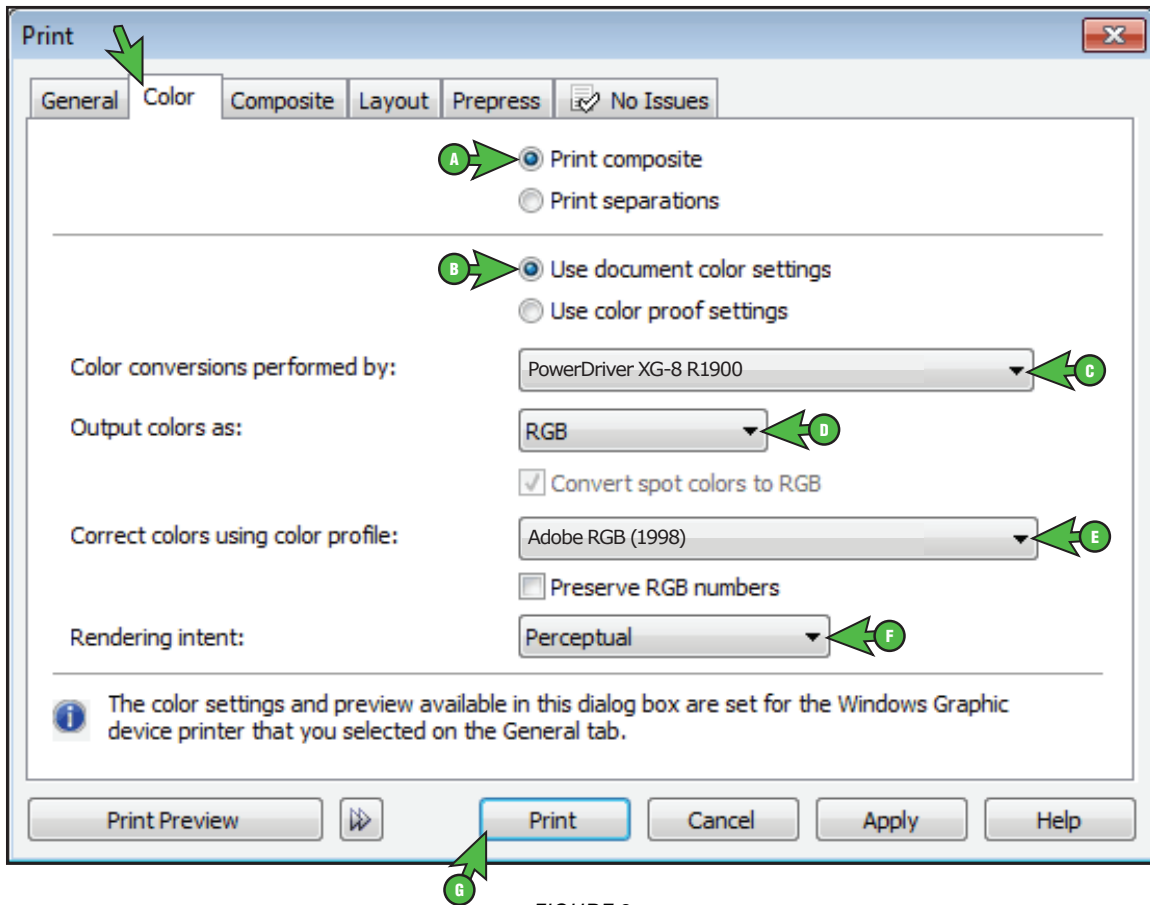 Print
General Color Composite Layout Prepress No Issues
A Print composite
Print separations
B Use document color settings
Use color proof settings
Color conversions performed by: PowerDriver XG-8 R1900 C
Output colors as: RGB D
Convert spot colors to RGB
Correct colors using color profile: Adobe RGB (1998) E
Preserve RGB numbers
Rendering intent: Perceptual F
The color settings and preview available in this dialog box are set for the Windows Graphic
device printer that you selected on the General tab.
Print Preview Print Cancel Apply Help
G